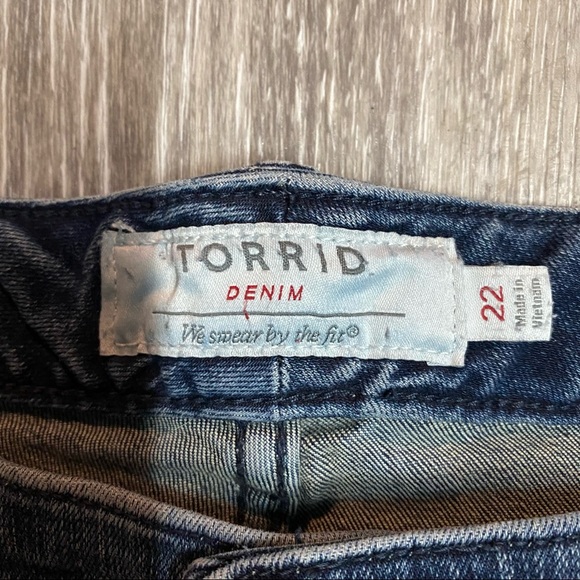 TORRID
DENIM
We swear by the fit®
22
Made in
Vietnam